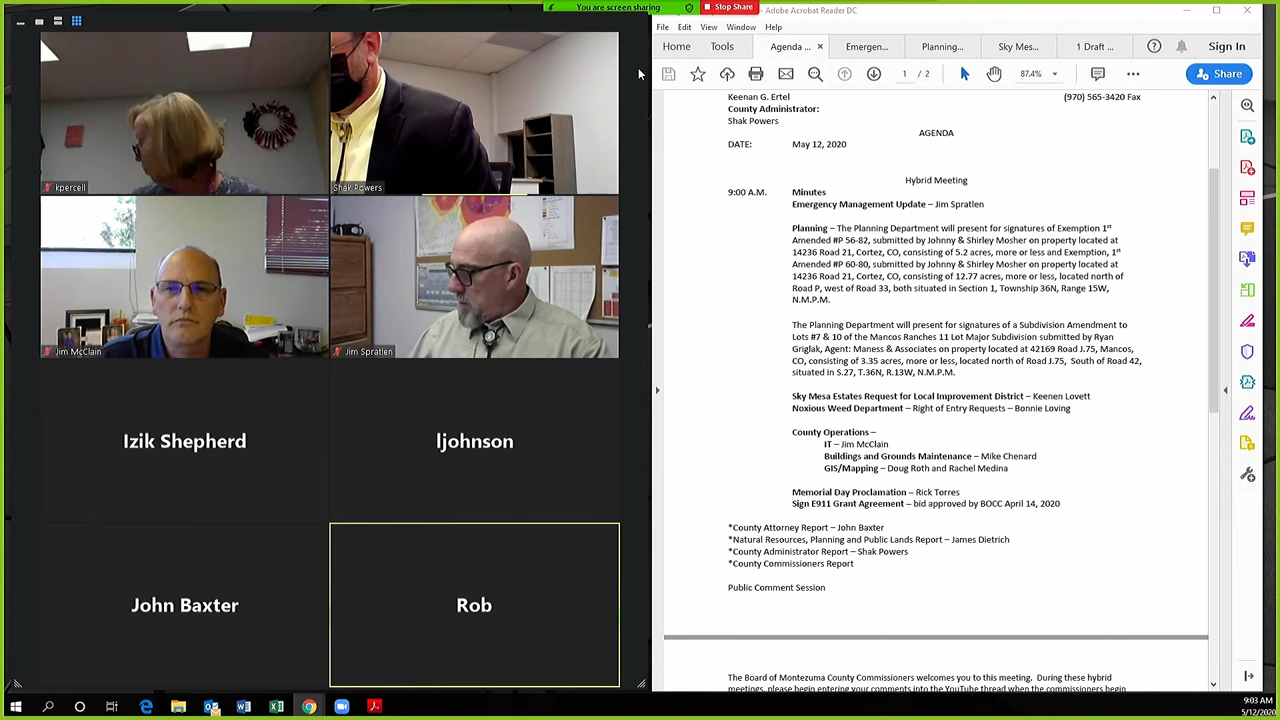 You are screen sharing
Stop Share
kpercell
Shak Powers
Jim McClain
Jim Spratlen
Izik Shepherd
ljohnson
John Baxter
Rob
- Adobe Acrobat Reader DC
File Edit View Window Help
Home Tools Agenda ... × Emergen... Planning... Sky Mes... 1 Draft ... Sign In
1 / 2 87.4% Share
Keenan G. Ertel (970) 565-3420 Fax
County Administrator:
Shak Powers
AGENDA
DATE: May 12, 2020
Hybrid Meeting
9:00 A.M. Minutes
Emergency Management Update – Jim Spratlen
Planning – The Planning Department will present for signatures of Exemption 1st
Amended #P 56-82, submitted by Johnny & Shirley Mosher on property located at
14236 Road 21, Cortez, CO, consisting of 5.2 acres, more or less and Exemption, 1st
Amended #P 60-80, submitted by Johnny & Shirley Mosher on property located at
14236 Road 21, Cortez, CO, consisting of 12.77 acres, more or less, located north of
Road P, west of Road 33, both situated in Section 1, Township 36N, Range 15W,
N.M.P.M.
The Planning Department will present for signatures of a Subdivision Amendment to
Lots #7 & 10 of the Mancos Ranches 11 Lot Major Subdivision submitted by Ryan
Griglak, Agent: Maness & Associates on property located at 42169 Road J.75, Mancos,
CO, consisting of 3.35 acres, more or less, located north of Road J.75, South of Road 42,
situated in S.27, T.36N, R.13W, N.M.P.M.
Sky Mesa Estates Request for Local Improvement District – Keenen Lovett
Noxious Weed Department – Right of Entry Requests – Bonnie Loving
County Operations –
IT – Jim McClain
Buildings and Grounds Maintenance – Mike Chenard
GIS/Mapping – Doug Roth and Rachel Medina
Memorial Day Proclamation – Rick Torres
Sign E911 Grant Agreement – bid approved by BOCC April 14, 2020
*County Attorney Report – John Baxter
*Natural Resources, Planning and Public Lands Report – James Dietrich
*County Administrator Report – Shak Powers
*County Commissioners Report
Public Comment Session
The Board of Montezuma County Commissioners welcomes you to this meeting. During these hybrid
meetings, please begin entering your comments into the YouTube thread when the commissioners begin
9:03 AM
5/12/2020